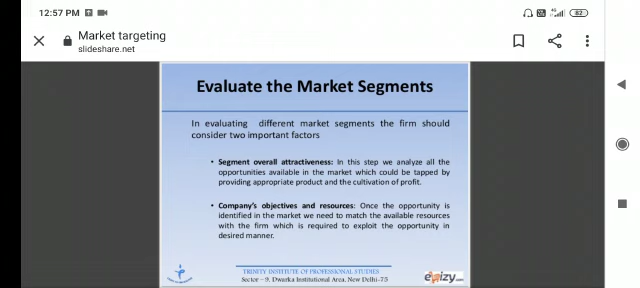 12:57 PM
4G
82
Market targeting
slideshare.net
Evaluate the Market Segments
In evaluating different market segments the firm should
consider two important factors
• Segment overall attractiveness: In this step we analyze all the
opportunities available in the market which could be tapped by
providing appropriate product and the cultivation of profit.
• Company's objectives and resources: Once the opportunity is
identified in the market we need to match the available resources
with the firm which is required to exploit the opportunity in
desired manner.
TRINITY INSTITUTE OF PROFESSIONAL STUDIES
Sector – 9, Dwarka Institutional Area, New Delhi-75